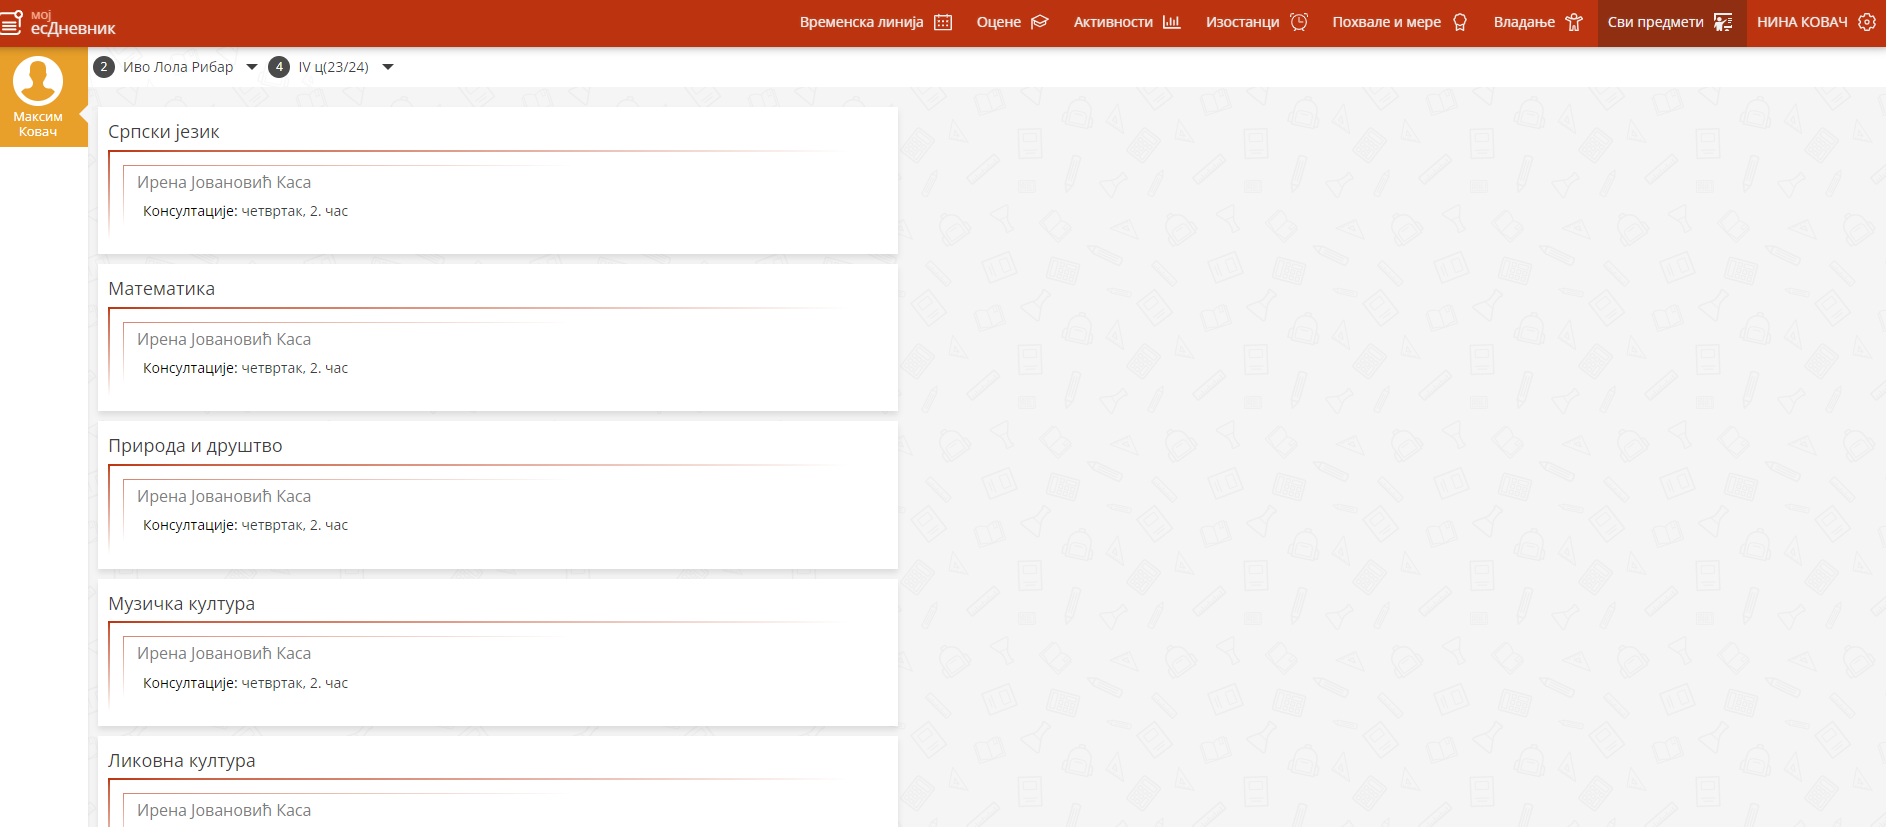 мој
есДневник
Временска линија
Оцене
Активности
Изостанци
Похвале и мере
Владање
Сви предмети
НИНА КОВАЧ
Максим
Ковач
2 Иво Лола Рибар
4 IV ц(23/24)
Српски језик
Ирена Јовановић Каса
Консултације: четвртак, 2. час
Математика
Ирена Јовановић Каса
Консултације: четвртак, 2. час
Природа и друштво
Ирена Јовановић Каса
Консултације: четвртак, 2. час
Музичка култура
Ирена Јовановић Каса
Консултације: четвртак, 2. час
Ликовна култура
Ирена Јовановић Каса